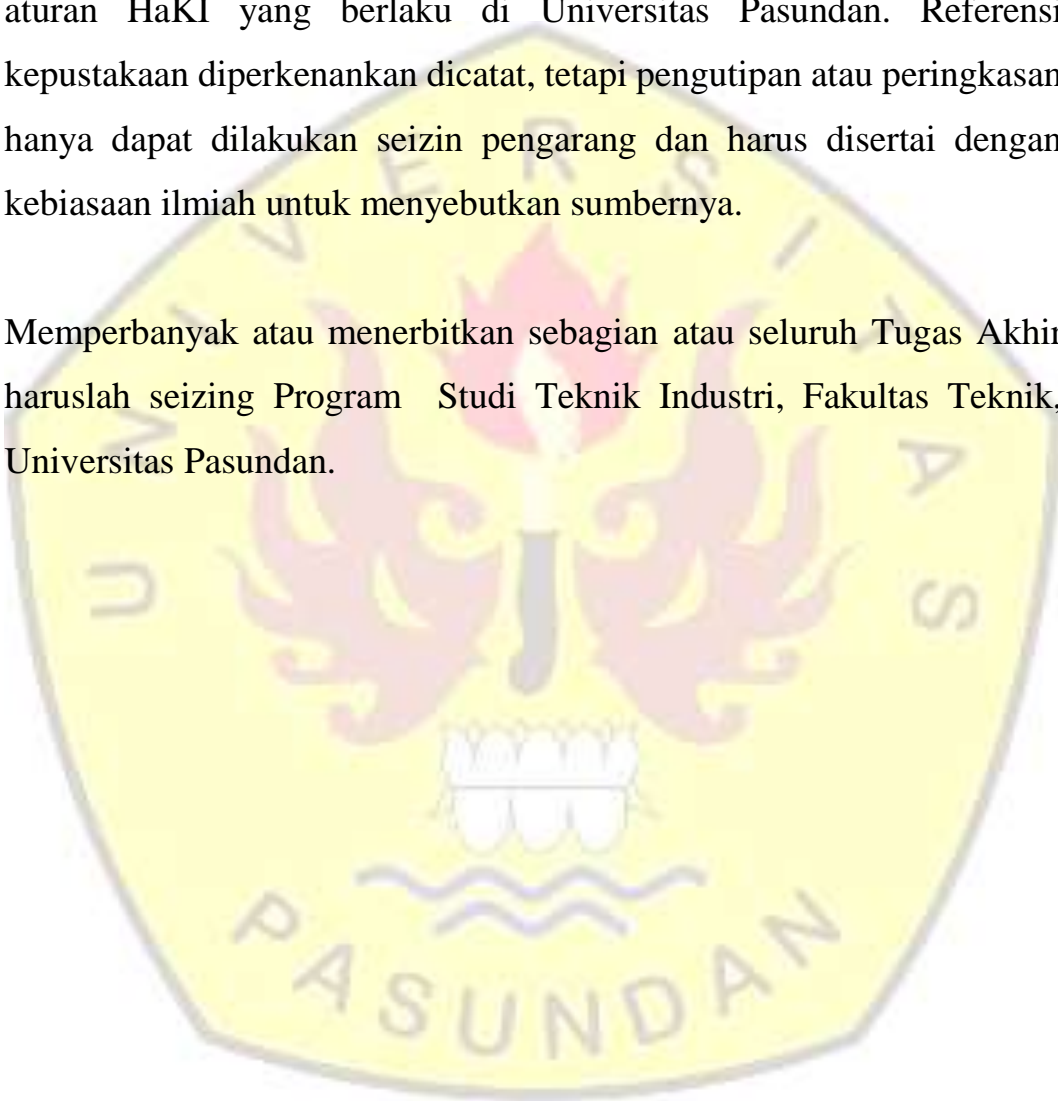 aturan HaKI yang berlaku di Universitas Pasundan. Referensi
kepustakaan diperkenankan dicatat, tetapi pengutipan atau peringkasan
hanya dapat dilakukan seizin pengarang dan harus disertai dengan
kebiasaan ilmiah untuk menyebutkan sumbernya.
Memperbanyak atau menerbitkan sebagian atau seluruh Tugas Akhir
haruslah seizing Program Studi Teknik Industri, Fakultas Teknik,
Universitas Pasundan.
UNIVERSITAS
PASUNDAN